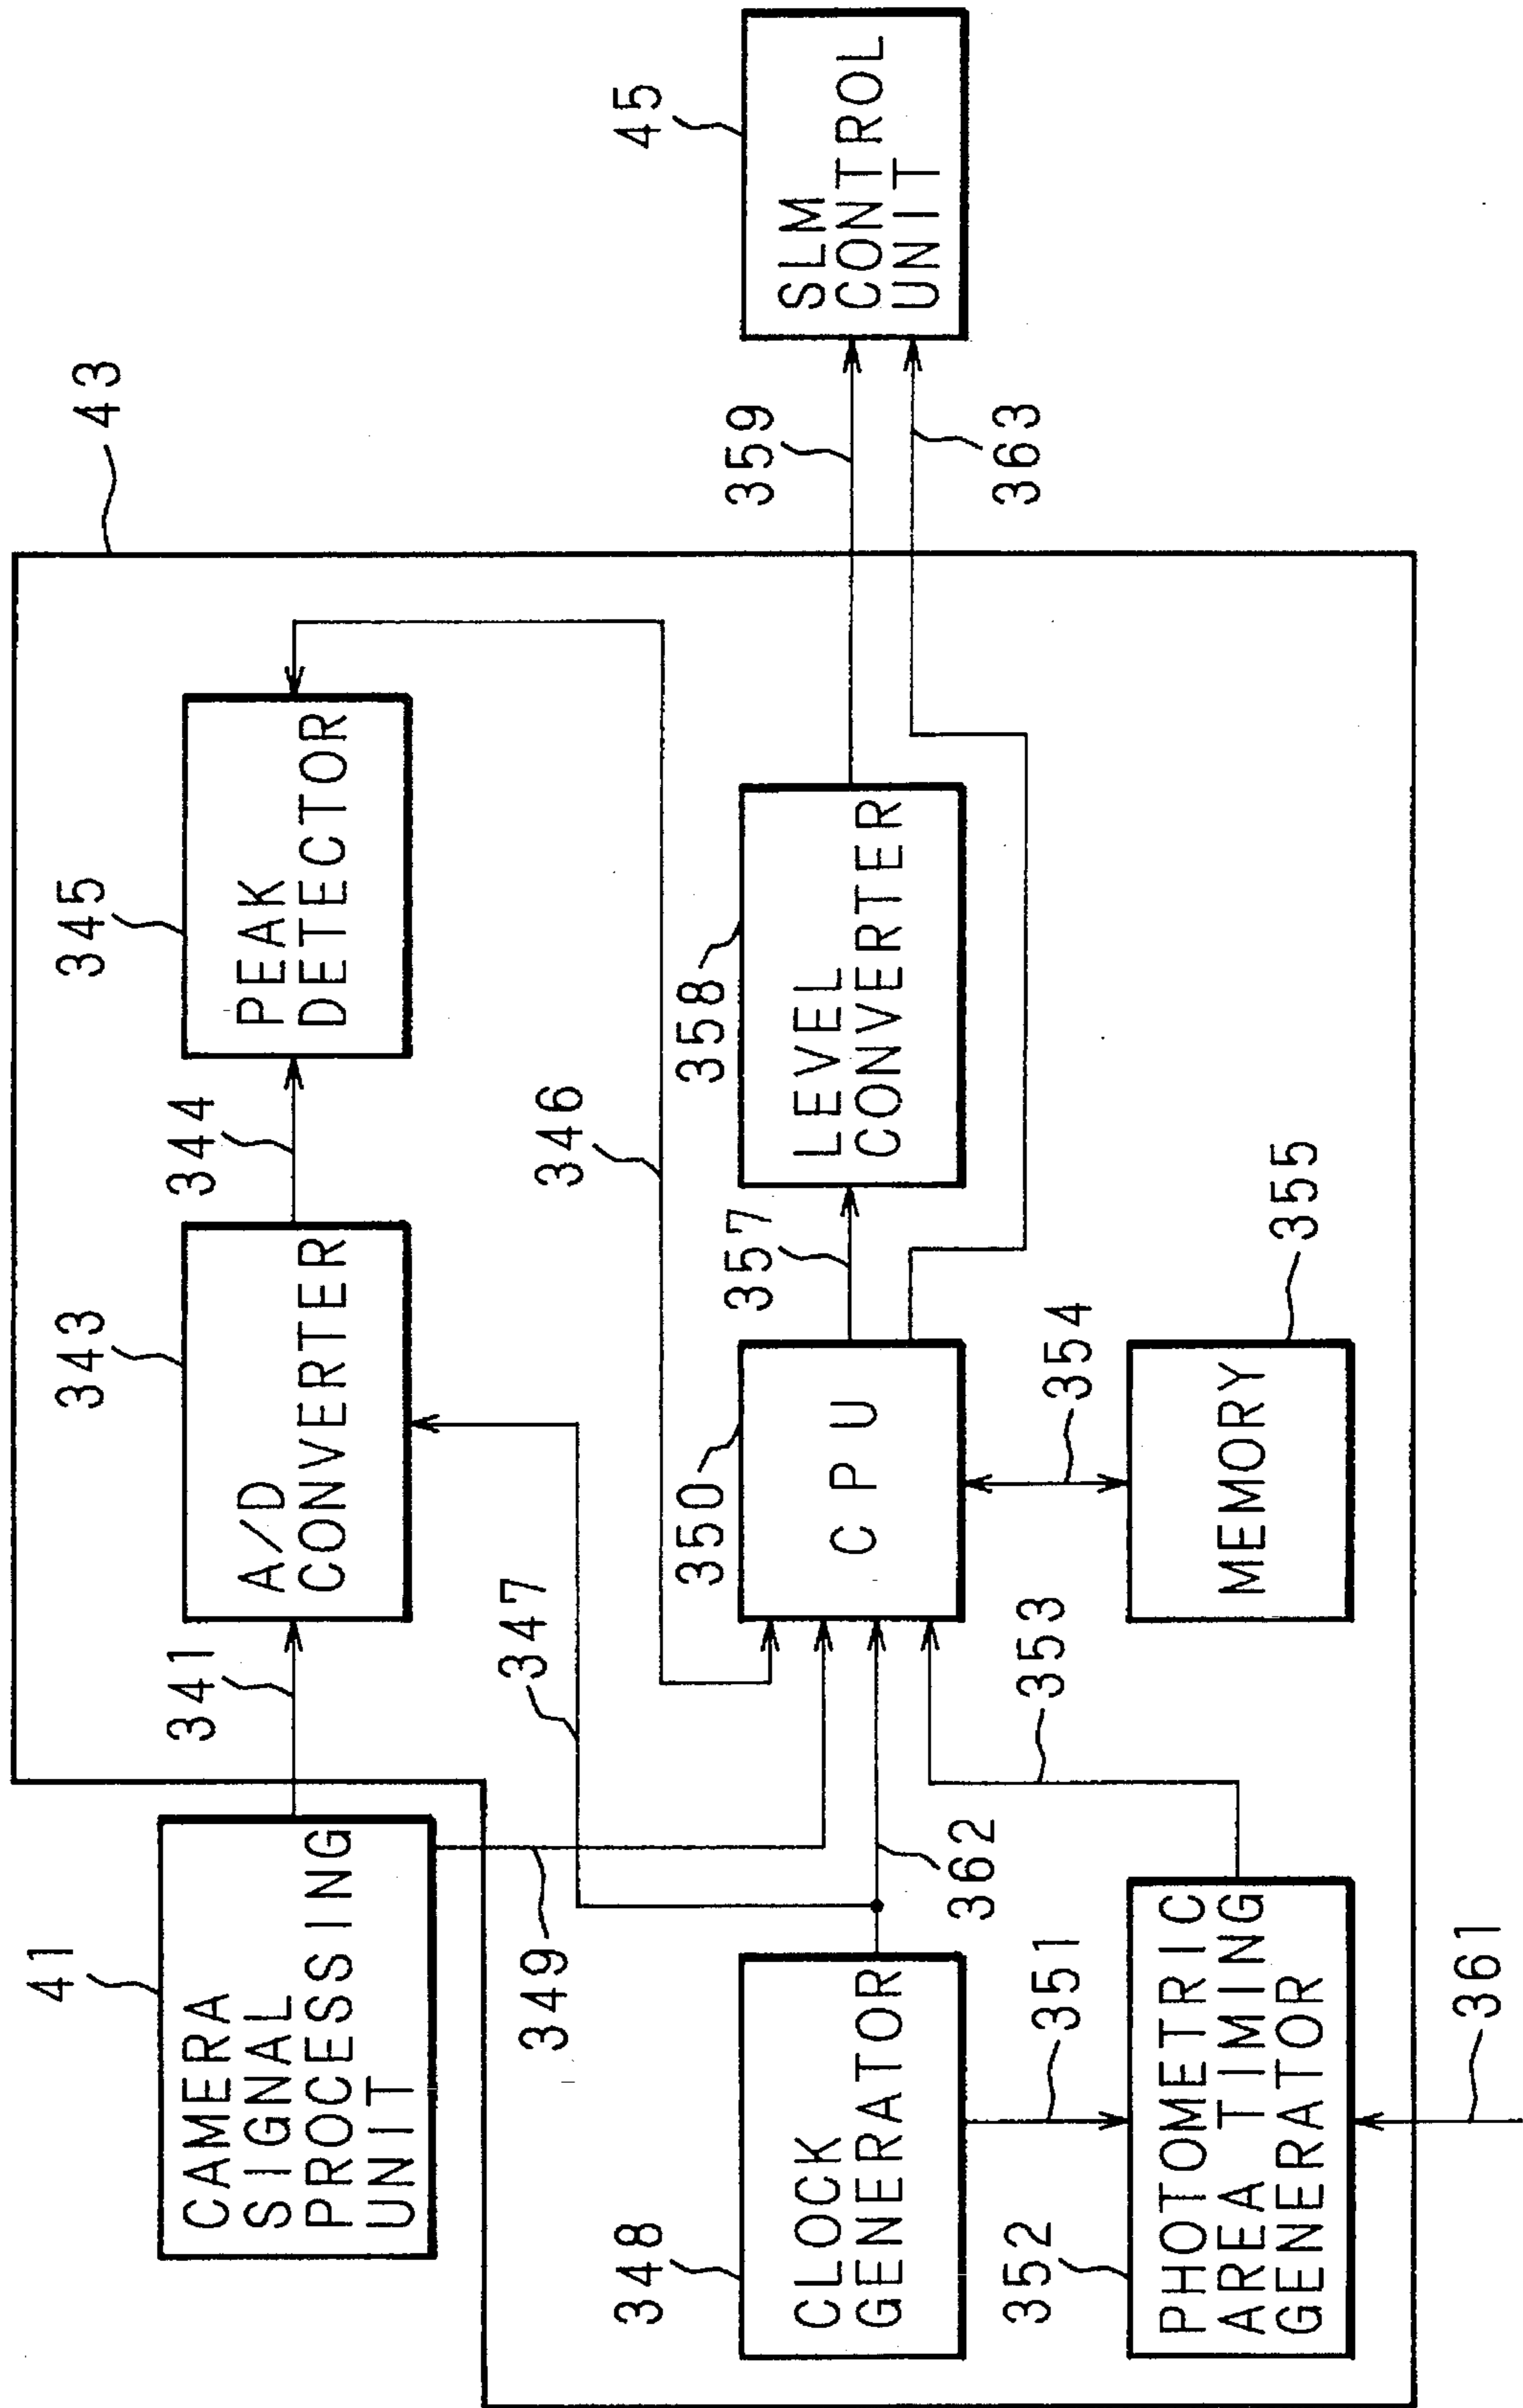 41
CAMERA
SIGNAL
PROCESSING
UNIT
341
343
A/D
CONVERTER
344
345
PEAK
DETECTOR
43
349
347
346
348
CLOCK
GENERATOR
362
350
CPU
357
358
LEVEL
CONVERTER
359
363
45
SLM
CONTROL
UNIT
351
352
PHOTOMETRIC
AREA TIMING
GENERATOR
353
354
MEMORY
355
361